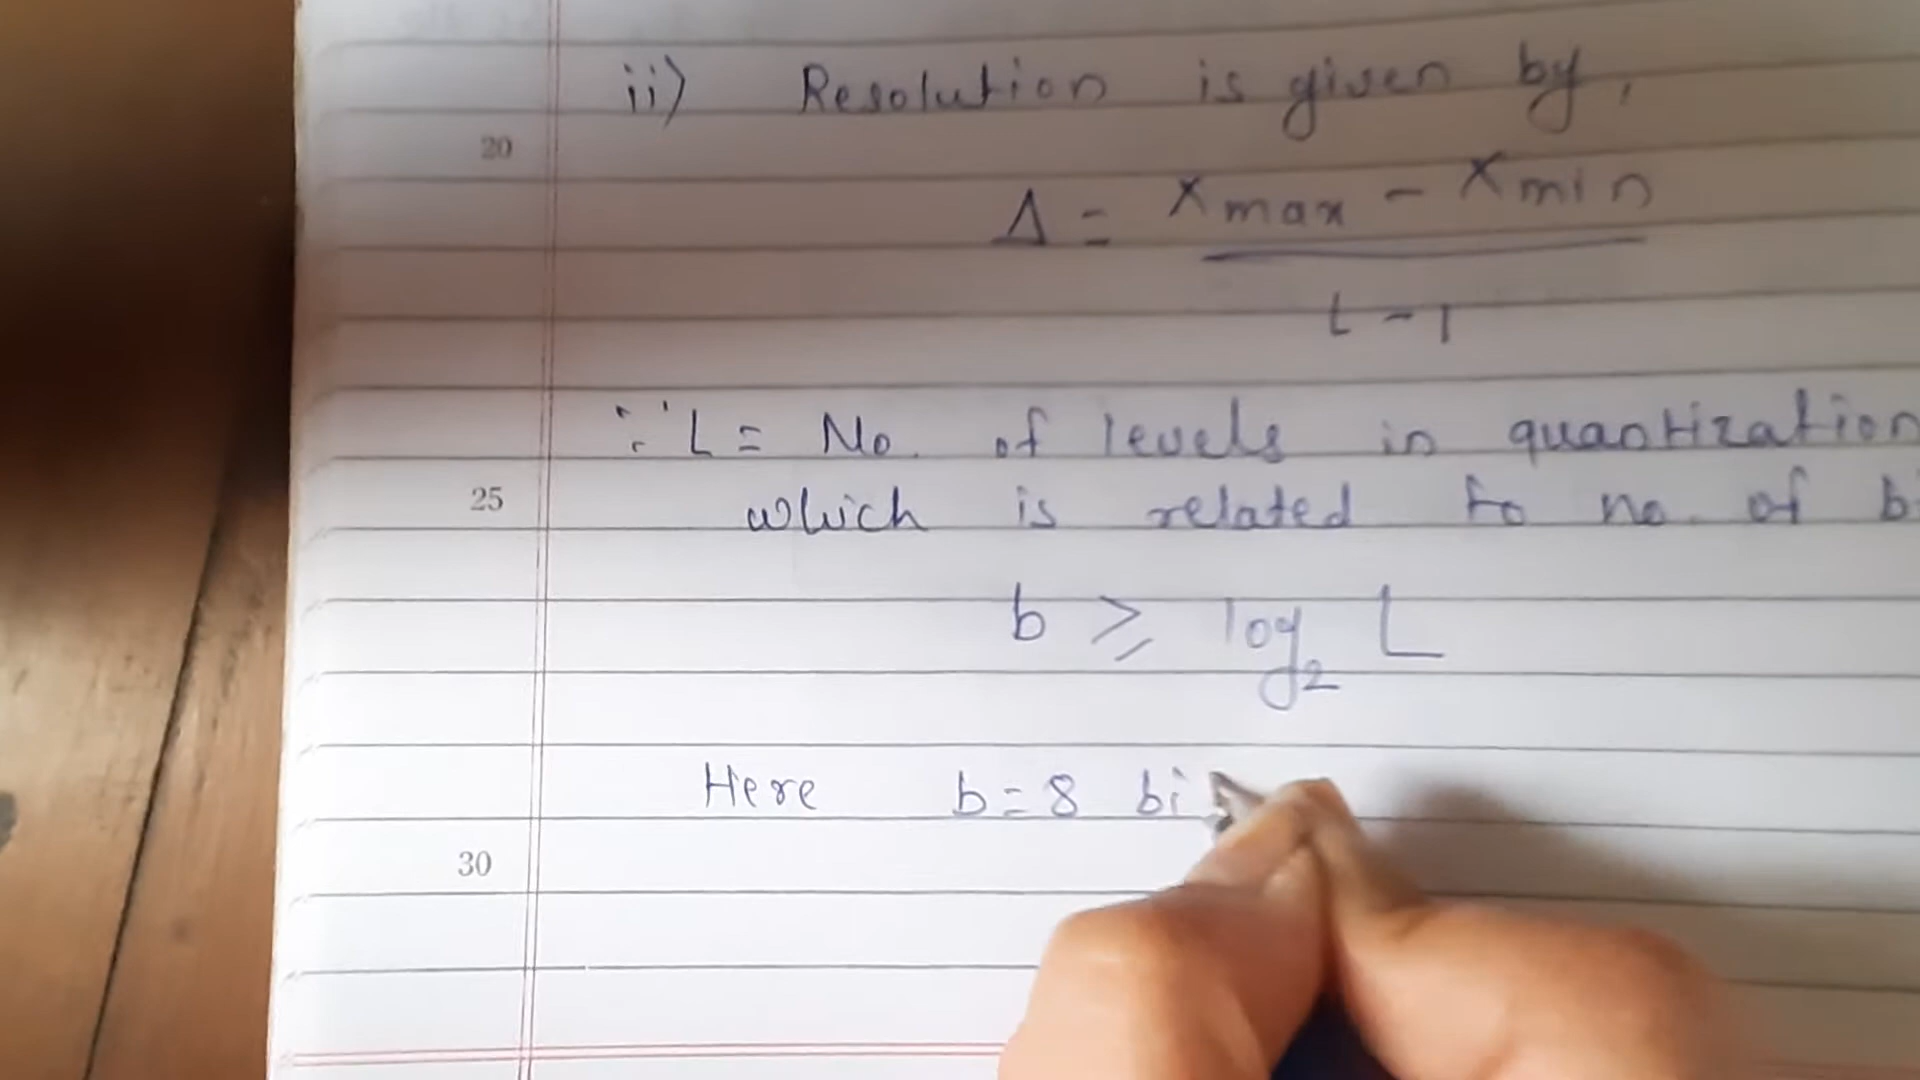 ii) Resolution is given by,
20
Δ = xmax - xmin
L - 1
∵ L = No. of levels in quantization
25
which is related to no. of b
b ≥ log₂ L
Here b = 8 bi
30